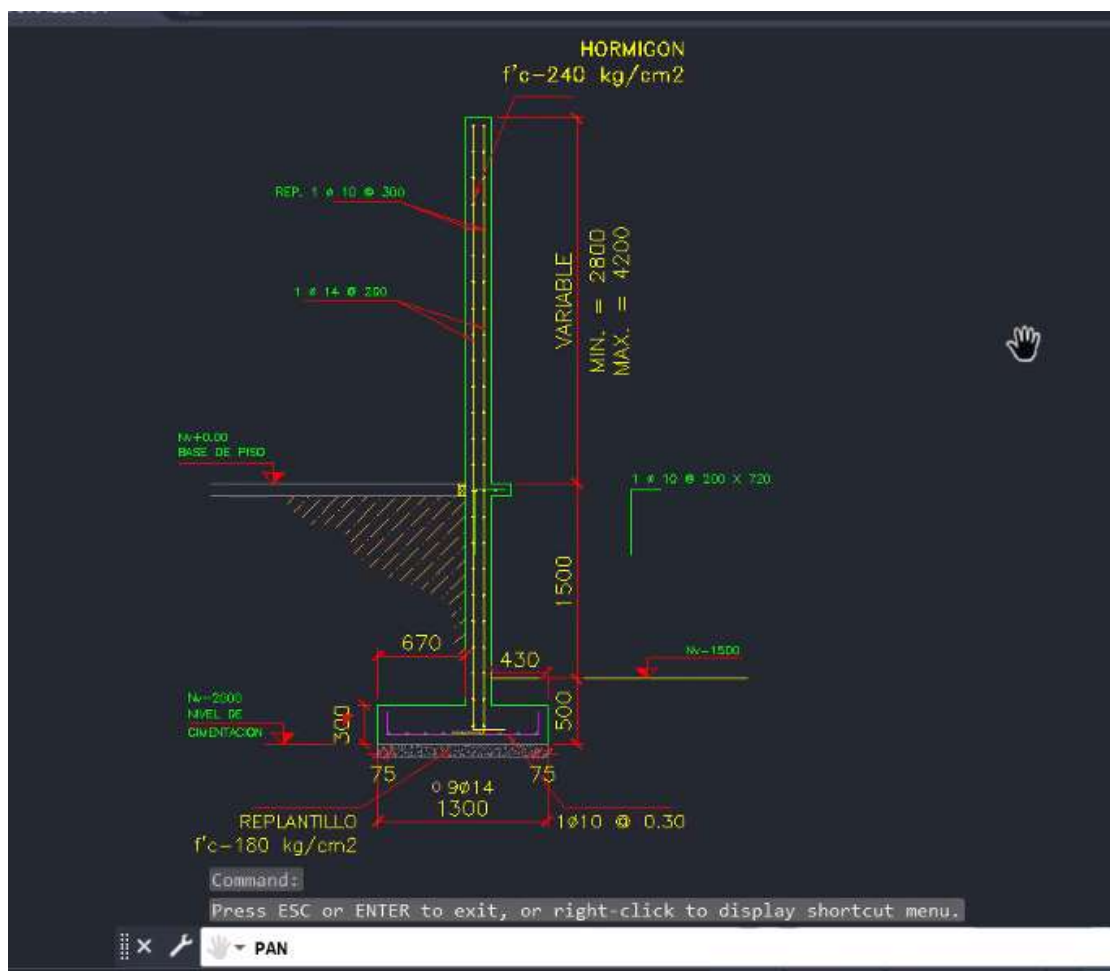 HORMIGON
f'c-240 kg/cm2
REP. 1 ø 10 @ 300
VARIABLE
MIN. = 2800
MAX. = 4200
1 ø 14 @ 200
Nv+0.00
BASE DE PISO
1 ø 10 @ 200 X 720
1500
670
430
Nv-1500
Nv-2000
NIVEL DE
CIMENTACION
300
500
75
75
9ø14
1300
REPLANTILLO
f'c-180 kg/cm2
1ø10 @ 0.30
Command:
Press ESC or ENTER to exit, or right-click to display shortcut menu.
PAN